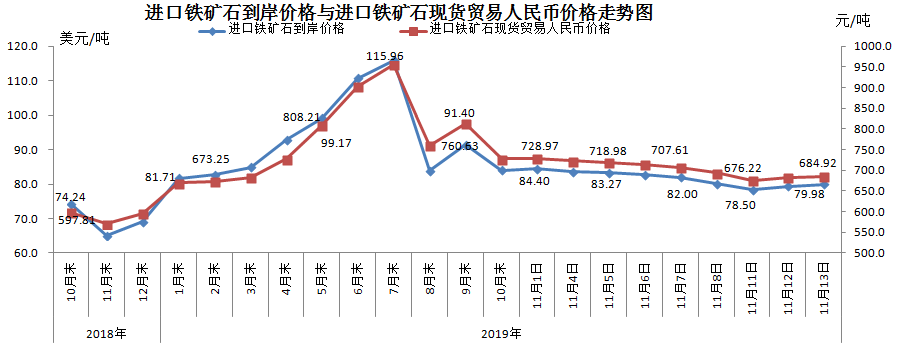 进口铁矿石到岸价格与进口铁矿石现货贸易人民币价格走势图
美元/吨
进口铁矿石到岸价格
进口铁矿石现货贸易人民币价格
元/吨
120.0
110.0
100.0
90.0
80.0
70.0
60.0
1000.0
950.0
900.0
850.0
800.0
750.0
700.0
650.0
600.0
550.0
500.0
74.24
597.81
81.71
673.25
808.21
99.17
115.96
760.63
91.40
728.97
84.40
718.98
83.27
707.61
82.00
676.22
78.50
684.92
79.98
10月末
11月末
12月末
1月末
2月末
3月末
4月末
5月末
6月末
7月末
8月末
9月末
10月末
11月1日
11月4日
11月5日
11月6日
11月7日
11月8日
11月11日
11月12日
11月13日
2018年
2019年